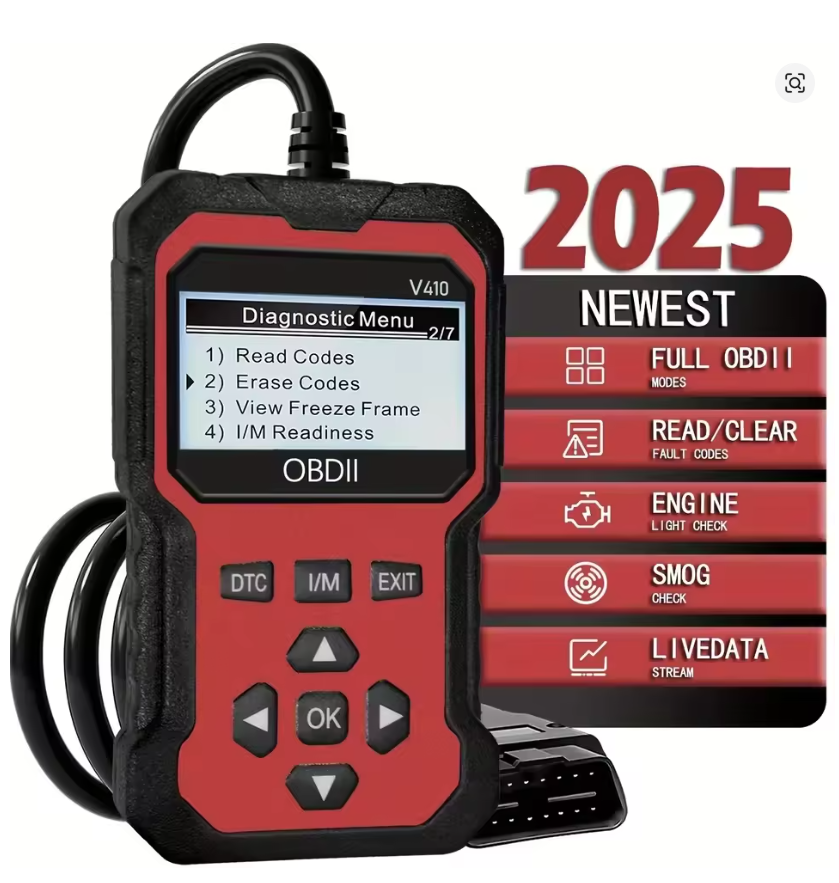 2025
NEWEST
V410
Diagnostic Menu
2/7
1) Read Codes
2) Erase Codes
3) View Freeze Frame
4) I/M Readiness
OBDII
DTC
I/M
EXIT
OK
FULL OBDII
MODES
READ/CLEAR
FAULT CODES
ENGINE
LIGHT CHECK
SMOG
CHECK
LIVEDATA
STREAM